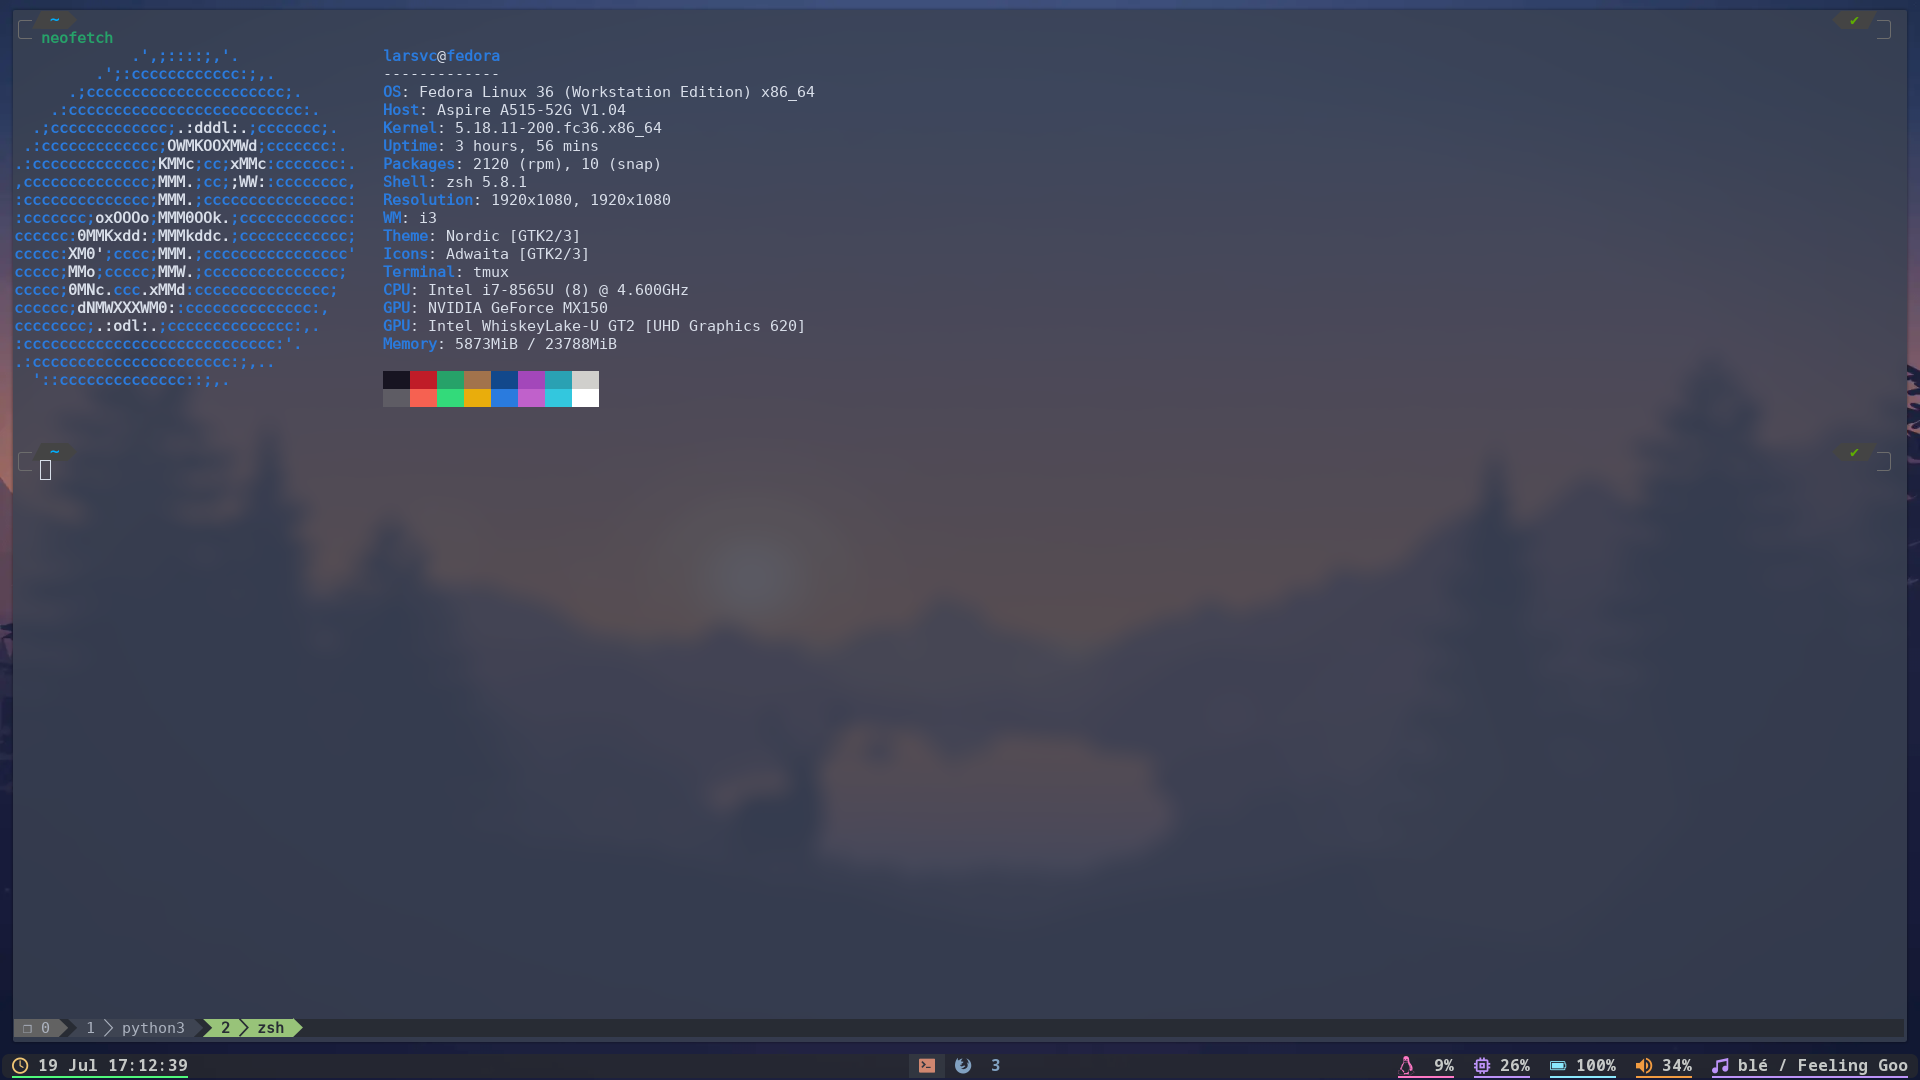 ~ ✔
neofetch
.',;::::;,'.
.';:cccccccccccc:;,.
.;cccccccccccccccccccccc;.
.:cccccccccccccccccccccccccc:.
.;ccccccccccccc;.:dddl:.;ccccccc;.
.:ccccccccccccc;OWMKOOXMWd;ccccccc:.
.:ccccccccccccc;KMMc;cc;xMMc:ccccccc:.
,cccccccccccccc;MMM.;cc;;WW::cccccccc,
:cccccccccccccc;MMM.;cccccccccccccccc:
:ccccccc;oxOOOo;MMM0OOk.;cccccccccccc:
cccccc:0MMKxdd:;MMMkddc.;cccccccccccc;
ccccc:XM0';cccc;MMM.;cccccccccccccccc'
ccccc;MMo;ccccc;MMW.;ccccccccccccccc;
ccccc;0MNc.ccc.xMMd:ccccccccccccccc;
cccccc;dNMWXXXWM0::cccccccccccccc:,
cccccccc;.:odl:.;cccccccccccccc:,.
:cccccccccccccccccccccccccccc:'.
.:cccccccccccccccccccccc:;,..
'::cccccccccccccc::;,.
larsvc@fedora
-------------
OS: Fedora Linux 36 (Workstation Edition) x86_64
Host: Aspire A515-52G V1.04
Kernel: 5.18.11-200.fc36.x86_64
Uptime: 3 hours, 56 mins
Packages: 2120 (rpm), 10 (snap)
Shell: zsh 5.8.1
Resolution: 1920x1080, 1920x1080
WM: i3
Theme: Nordic [GTK2/3]
Icons: Adwaita [GTK2/3]
Terminal: tmux
CPU: Intel i7-8565U (8) @ 4.600GHz
GPU: NVIDIA GeForce MX150
GPU: Intel WhiskeyLake-U GT2 [UHD Graphics 620]
Memory: 5873MiB / 23788MiB
~ ✔
❐ 0 1 python3 2 zsh
19 Jul 17:12:39 3 9% 26% 100% 34% blé / Feeling Goo